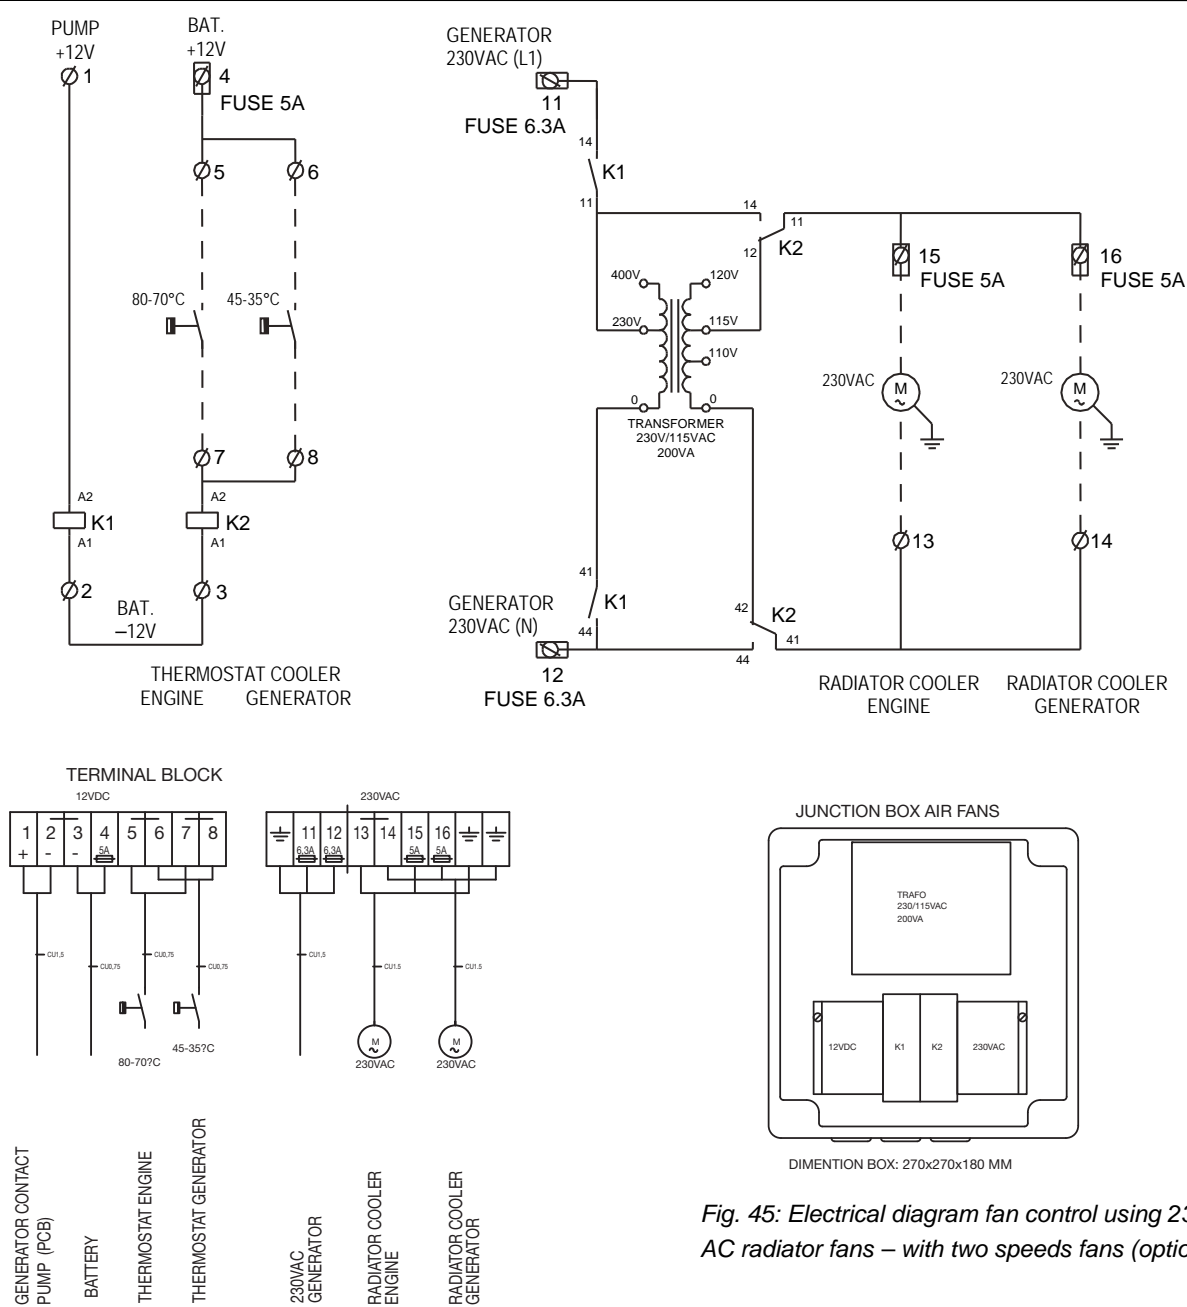 PUMP
+12V
1
BAT.
+12V
4
FUSE 5A
5
6
80-70°C
45-35°C
7
8
A2
K1
A1
A2
K2
A1
2
3
BAT.
–12V
THERMOSTAT COOLER
ENGINE GENERATOR
GENERATOR
230VAC (L1)
11
FUSE 6.3A
14
K1
11
14
11
12
K2
400V
120V
230V
115V
110V
0
0
TRANSFORMER
230V/115VAC
200VA
15
FUSE 5A
16
FUSE 5A
230VAC
M
~
230VAC
M
~
13
14
41
K1
44
GENERATOR
230VAC (N)
12
FUSE 6.3A
42
K2
41
44
RADIATOR COOLER
ENGINE
RADIATOR COOLER
GENERATOR
TERMINAL BLOCK
12VDC
1 2 3 4 5 6 7 8
+ - - 5A
CU1,5
CU0,75
CU0,75
CU0,75
80-70?C
45-35?C
GENERATOR CONTACT
PUMP (PCB)
BATTERY
THERMOSTAT ENGINE
THERMOSTAT GENERATOR
230VAC
11 12 13 14 15 16
6,3A 6,3A 5A 5A
CU1,5
CU1.5
CU1.5
M
~
230VAC
M
~
230VAC
230VAC
GENERATOR
RADIATOR COOLER
ENGINE
RADIATOR COOLER
GENERATOR
JUNCTION BOX AIR FANS
TRAFO
230/115VAC
200VA
12VDC K1 K2 230VAC
DIMENTION BOX: 270x270x180 MM
Fig. 45: Electrical diagram fan control using 23
AC radiator fans – with two speeds fans (optio